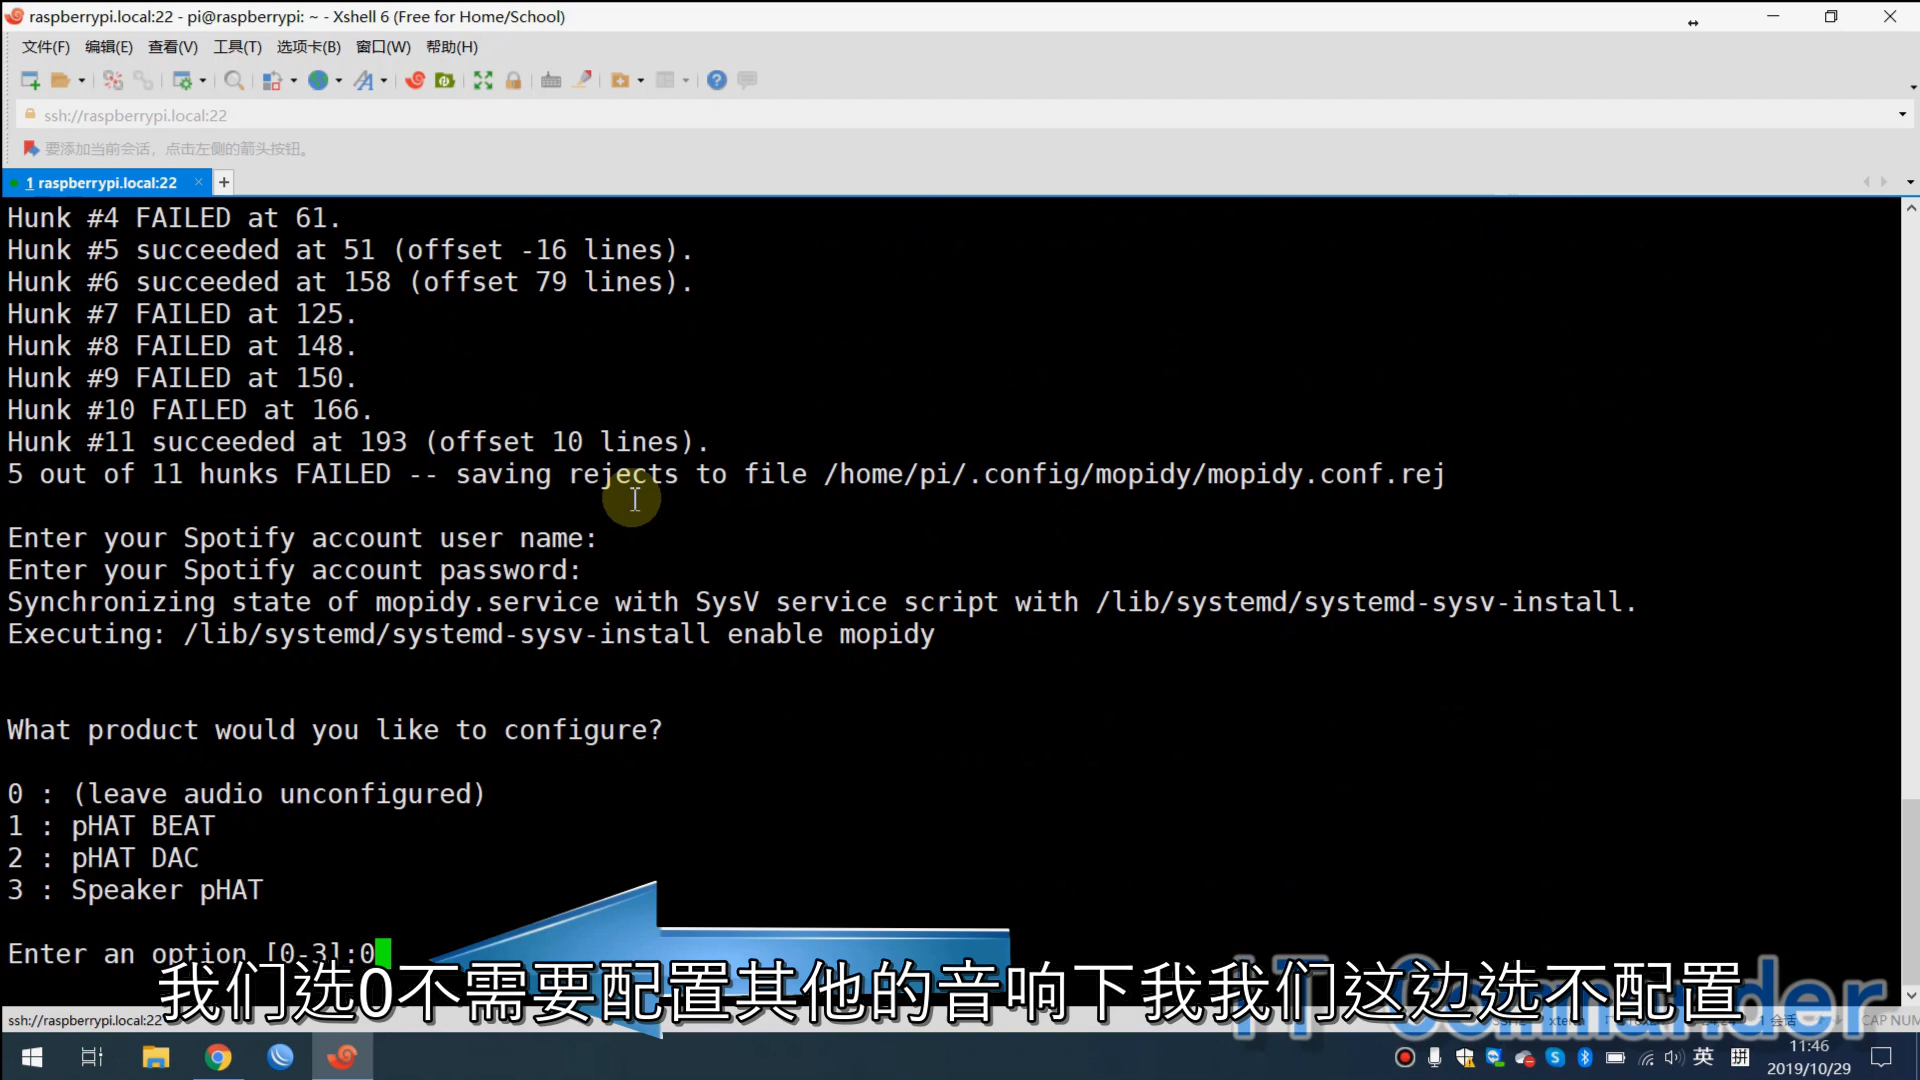 raspberrypi.local:22 - pi@raspberrypi: ~ - Xshell 6 (Free for Home/School)
文件(F) 编辑(E) 查看(V) 工具(T) 选项卡(B) 窗口(W) 帮助(H)
ssh://raspberrypi.local:22
要添加当前会话，点击左侧的箭头按钮。
1 raspberrypi.local:22
Hunk #4 FAILED at 61.
Hunk #5 succeeded at 51 (offset -16 lines).
Hunk #6 succeeded at 158 (offset 79 lines).
Hunk #7 FAILED at 125.
Hunk #8 FAILED at 148.
Hunk #9 FAILED at 150.
Hunk #10 FAILED at 166.
Hunk #11 succeeded at 193 (offset 10 lines).
5 out of 11 hunks FAILED -- saving rejects to file /home/pi/.config/mopidy/mopidy.conf.rej
Enter your Spotify account user name:
Enter your Spotify account password:
Synchronizing state of mopidy.service with SysV service script with /lib/systemd/systemd-sysv-install.
Executing: /lib/systemd/systemd-sysv-install enable mopidy
What product would you like to configure?
0 : (leave audio unconfigured)
1 : pHAT BEAT
2 : pHAT DAC
3 : Speaker pHAT
Enter an option [0-3]:0
我们选0不需要配置其他的音响下我我们这边选不配置
IT Commander
ssh://raspberrypi.local:22
1 会话
CAP NUM
英
拼
11:46
2019/10/29